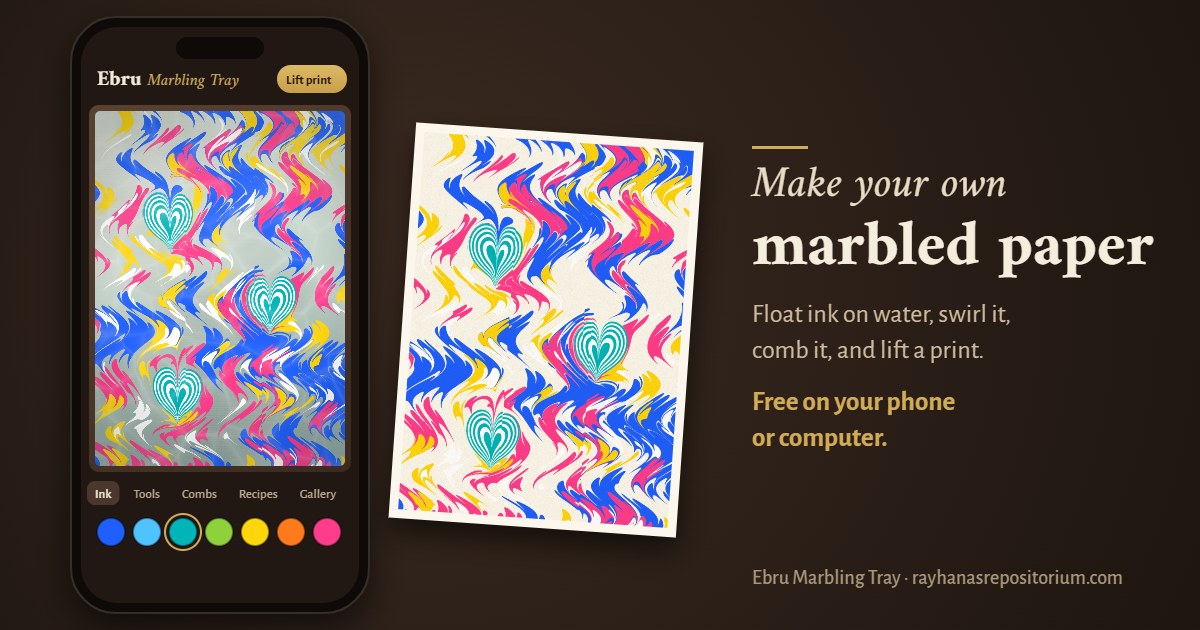 Ebru Marbling Tray
Lift print
Ink Tools Combs Recipes Gallery
Make your own
marbled paper
Float ink on water, swirl it,
comb it, and lift a print.
Free on your phone
or computer.
Ebru Marbling Tray · rayhanasrepositorium.com